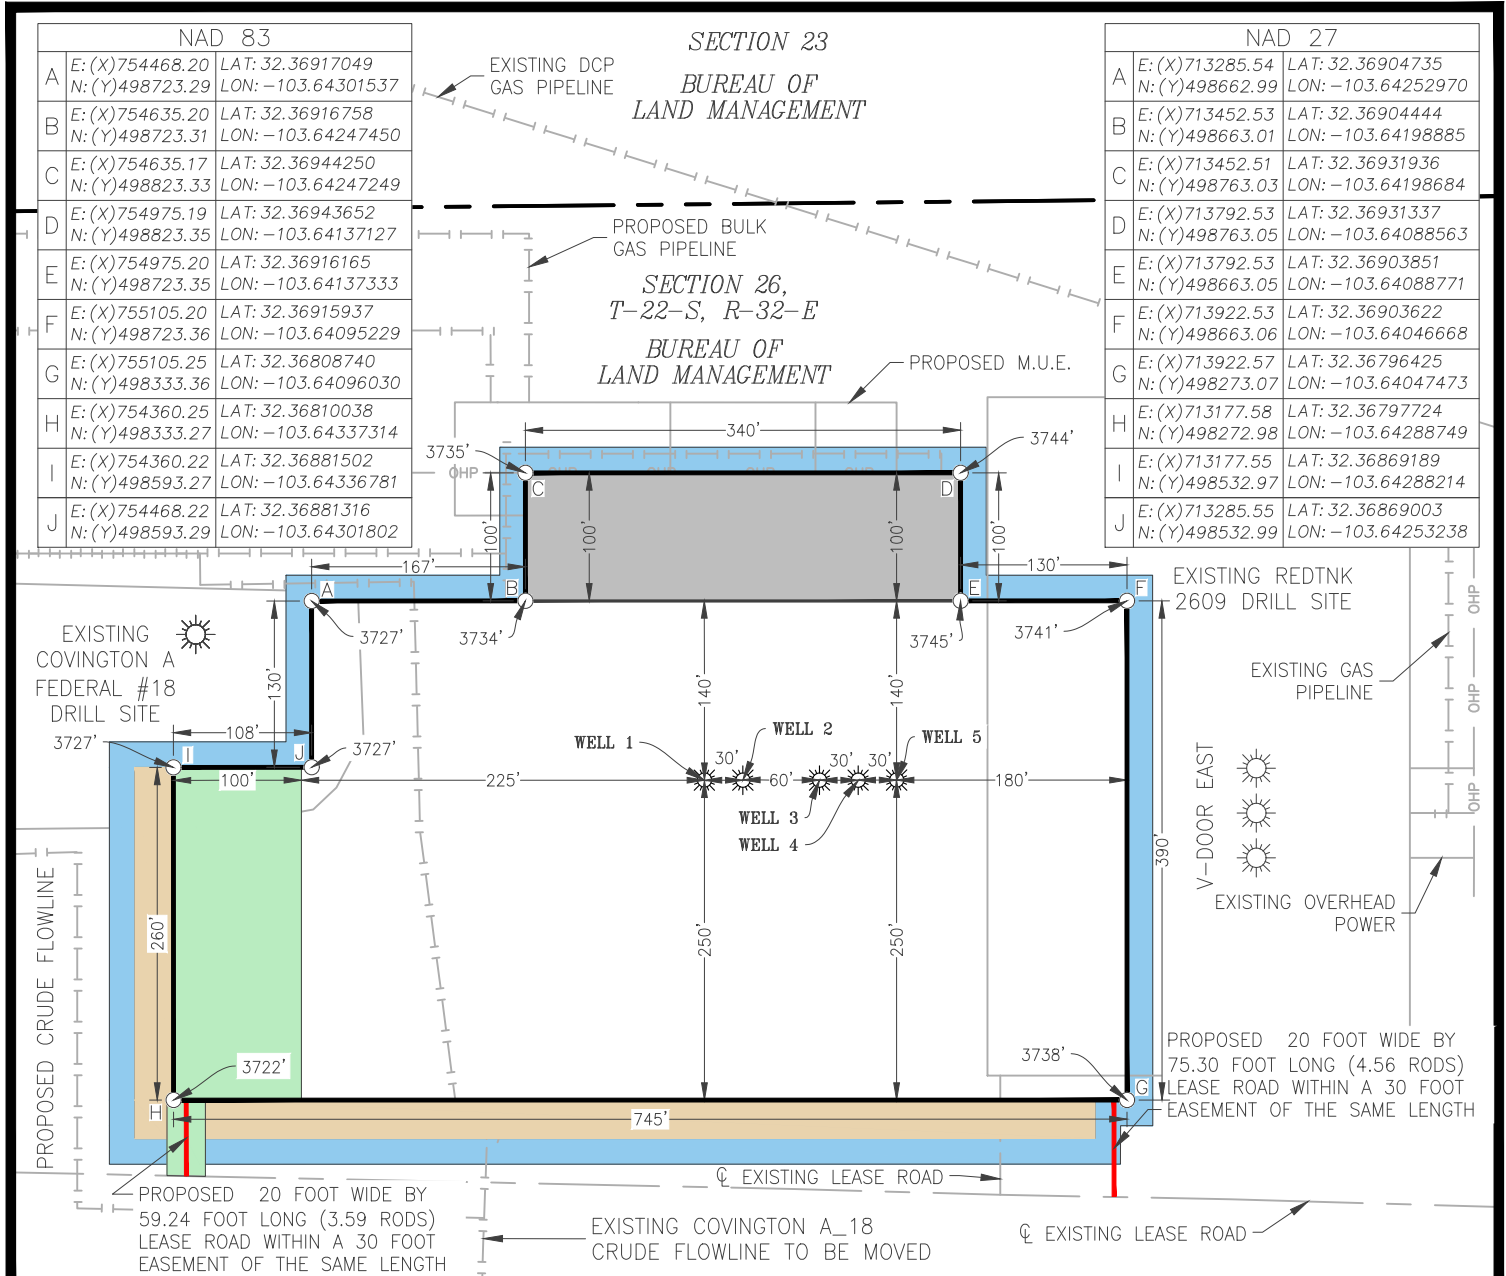 NAD 83
A
E:(X)754468.20 LAT: 32.36917049
N:(Y)498723.29 LON:-103.64301537
B
E:(X)754635.20 LAT: 32.36916758
N:(Y)498723.31 LON:-103.64247450
C
E:(X)754635.17 LAT: 32.36944250
N:(Y)498823.33 LON:-103.64247249
D
E:(X)754975.19 LAT: 32.36943652
N:(Y)498823.35 LON:-103.64137127
E
E:(X)754975.20 LAT: 32.36916165
N:(Y)498723.35 LON:-103.64137333
F
E:(X)755105.20 LAT: 32.36915937
N:(Y)498723.36 LON:-103.64095229
G
E:(X)755105.25 LAT: 32.36808740
N:(Y)498333.36 LON:-103.64096030
H
E:(X)754360.25 LAT: 32.36810038
N:(Y)498333.27 LON:-103.64337314
I
E:(X)754360.22 LAT: 32.36881502
N:(Y)498593.27 LON:-103.64336781
J
E:(X)754468.22 LAT: 32.36881316
N:(Y)498593.29 LON:-103.64301802
NAD 27
A
E:(X)713285.54 LAT: 32.36904735
N:(Y)498662.99 LON:-103.64252970
B
E:(X)713452.53 LAT: 32.36904444
N:(Y)498663.01 LON:-103.64198885
C
E:(X)713452.51 LAT: 32.36931936
N:(Y)498763.03 LON:-103.64198684
D
E:(X)713792.53 LAT: 32.36931337
N:(Y)498763.05 LON:-103.64088563
E
E:(X)713792.53 LAT: 32.36903851
N:(Y)498663.05 LON:-103.64088771
F
E:(X)713922.53 LAT: 32.36903622
N:(Y)498663.06 LON:-103.64046668
G
E:(X)713922.57 LAT: 32.36796425
N:(Y)498273.07 LON:-103.64047473
H
E:(X)713177.58 LAT: 32.36797724
N:(Y)498272.98 LON:-103.64288749
I
E:(X)713177.55 LAT: 32.36869189
N:(Y)498532.97 LON:-103.64288214
J
E:(X)713285.55 LAT: 32.36869003
N:(Y)498532.99 LON:-103.64253238
SECTION 23
BUREAU OF
LAND MANAGEMENT
EXISTING DCP
GAS PIPELINE
PROPOSED BULK
GAS PIPELINE
SECTION 26,
T-22-S, R-32-E
BUREAU OF
LAND MANAGEMENT
PROPOSED M.U.E.
340'
3735'
3744'
OHP
OHP
OHP
OHP
OHP
C
D
100'
100'
100'
100'
167'
130'
A
B
E
F
3727'
3734'
3745'
3741'
EXISTING REDTNK
2609 DRILL SITE
EXISTING
COVINGTON A
FEDERAL #18
DRILL SITE
130'
140'
140'
OHP
OHP
OHP
EXISTING GAS
PIPELINE
108'
3727'
I
J
3727'
100'
225'
WELL 1
30'
WELL 2
60'
30'
30'
WELL 5
180'
WELL 3
WELL 4
V-DOOR EAST
390'
EXISTING OVERHEAD
POWER
260'
250'
250'
PROPOSED CRUDE FLOWLINE
3722'
3738'
H
G
745'
PROPOSED 20 FOOT WIDE BY
75.30 FOOT LONG (4.56 RODS)
LEASE ROAD WITHIN A 30 FOOT
EASEMENT OF THE SAME LENGTH
PROPOSED 20 FOOT WIDE BY
59.24 FOOT LONG (3.59 RODS)
LEASE ROAD WITHIN A 30 FOOT
EASEMENT OF THE SAME LENGTH
℄ EXISTING LEASE ROAD
EXISTING COVINGTON A_18
CRUDE FLOWLINE TO BE MOVED
℄ EXISTING LEASE ROAD